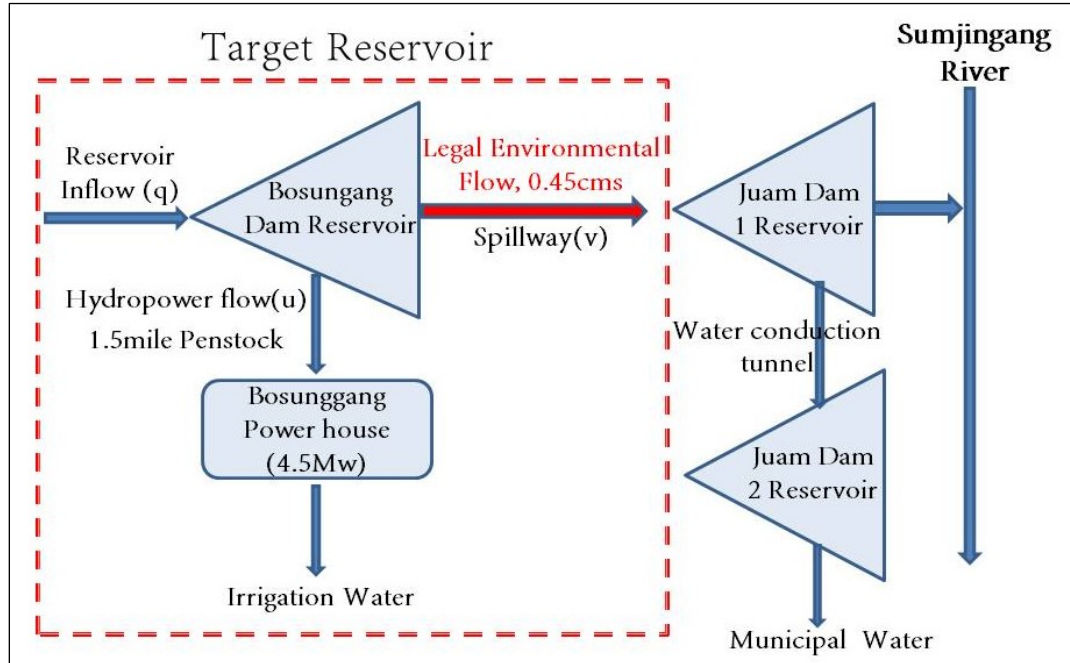 Target Reservoir
Sumjingang
River
Reservoir
Inflow (q)
Bosungang
Dam Reservoir
Legal Environmental
Flow, 0.45cms
Spillway(v)
Juam Dam
1 Reservoir
Hydropower flow(u)
1.5mile Penstock
Water conduction
tunnel
Bosunggang
Power house
(4.5Mw)
Juam Dam
2 Reservoir
Irrigation Water
Municipal Water